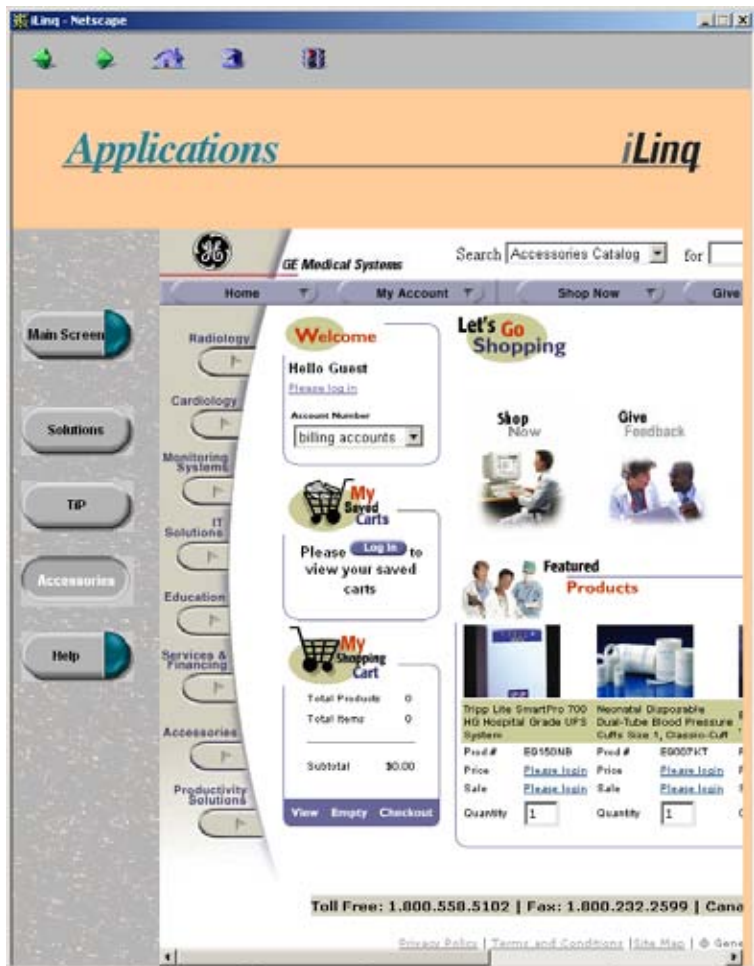 iLinq - Netscape
Applications
iLinq
GE Medical Systems
Search Accessories Catalog for
Home My Account Shop Now Give
Main Screen
Solutions
TiP
Accessories
Help
Radiology
Cardiology
Monitoring
Systems
IT
Solutions
Education
Services &
Financing
Accessories
Productivity
Solutions
Welcome
Hello Guest
Please log in
Account Number
billing accounts
My
Saved
Carts
Please Log In to
view your saved
carts
My
Shopping
Cart
Total Products 0
Total Items 0
Subtotal $0.00
View Empty Checkout
Let's Go
Shopping
Shop
Now
Give
Feedback
Featured
Products
Tripp Lite SmartPro 700
HG Hospital Grade UPS
System
Prod # E9150NB
Price Please login
Sale Please login
Quantity 1
Neonatal Disposable
Dual-Tube Blood Pressure
Cuffs Size 1, Classic-Cuff
Prod # E9007KT
Price Please login
Sale Please login
Quantity 1
Toll Free: 1.800.558.5102 | Fax: 1.800.232.2599 | Cana
Privacy Policy | Terms and Conditions | Site Map | © Gene